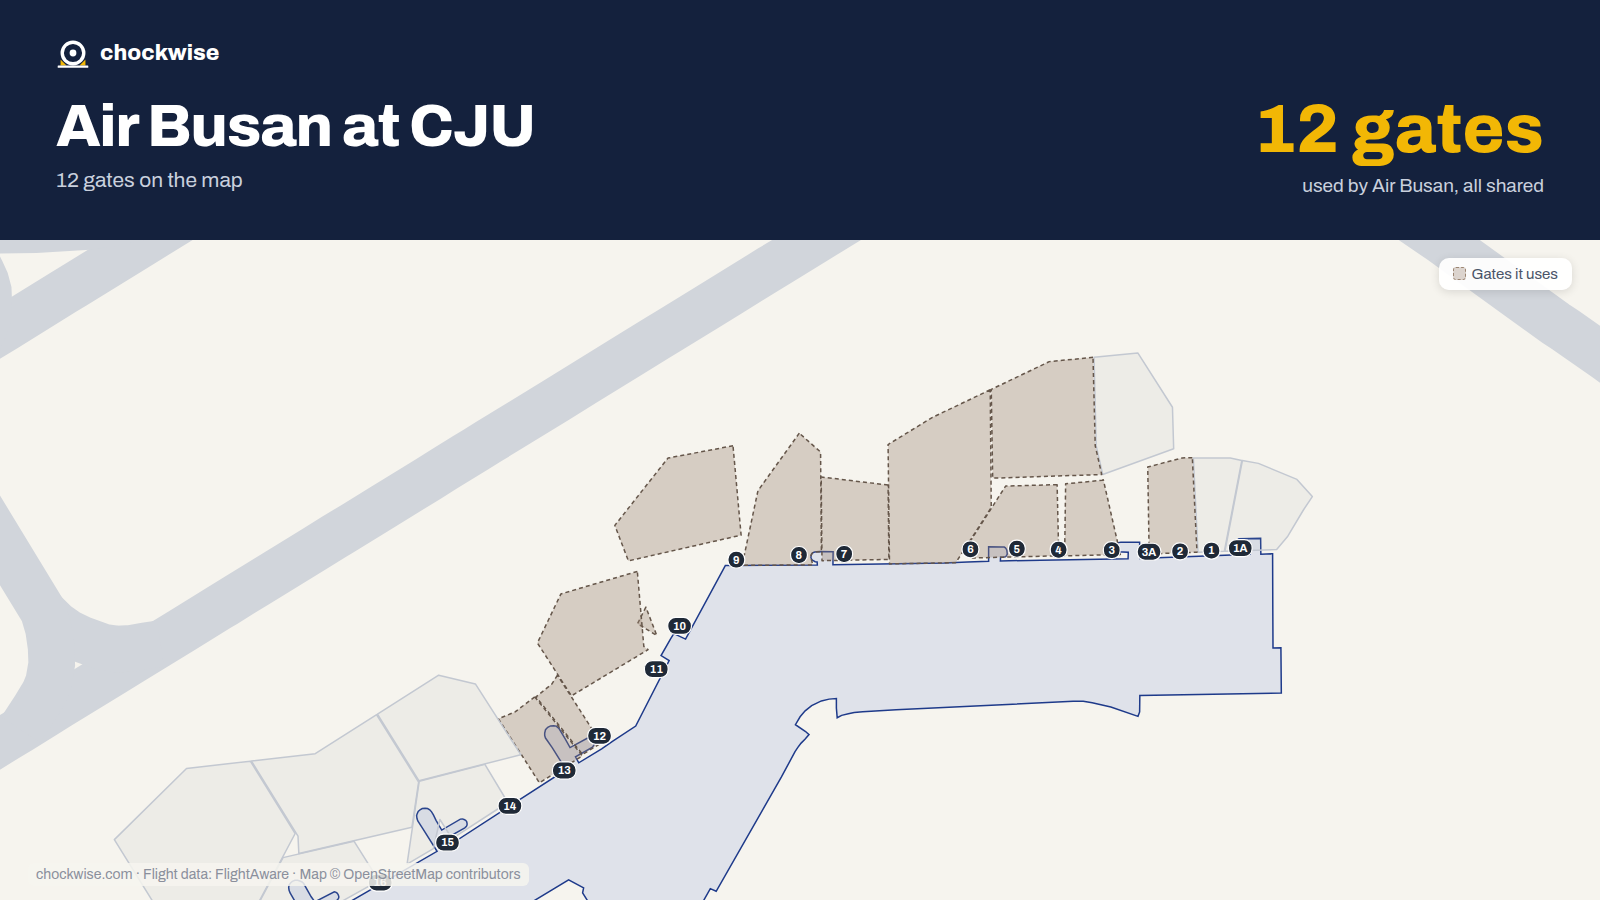 chockwise
Air Busan at CJU
12 gates on the map
12 gates
used by Air Busan, all shared
Gates it uses
9
8
7
6
5
4
3
3A
2
1
1A
10
11
12
13
14
15
chockwise.com · Flight data: FlightAware · Map © OpenStreetMap contributors